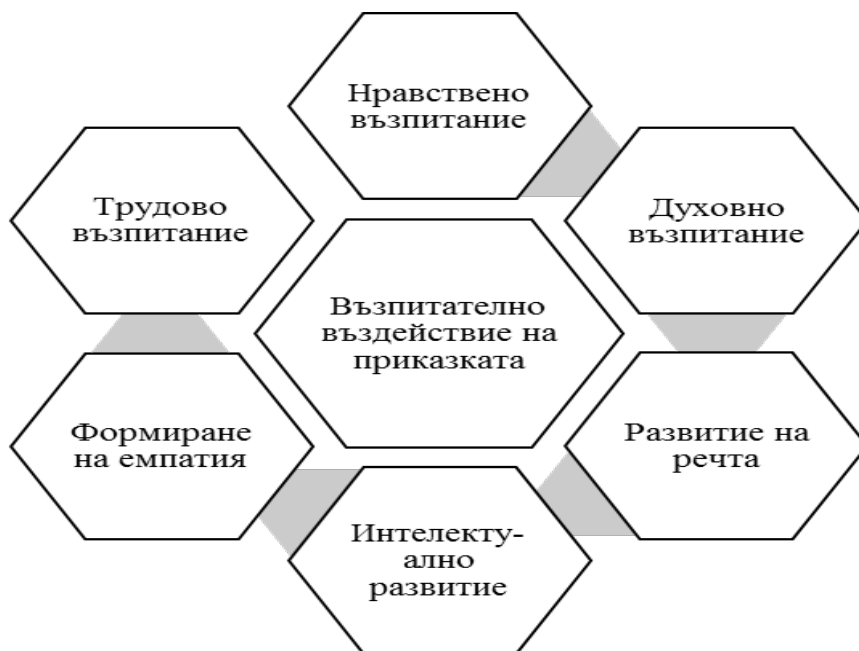 Нравствено
възпитание
Духовно
възпитание
Развитие на
речта
Интелекту-
ално
развитие
Формиране
на емпатия
Трудово
възпитание
Възпитателно
въздействие на
приказката